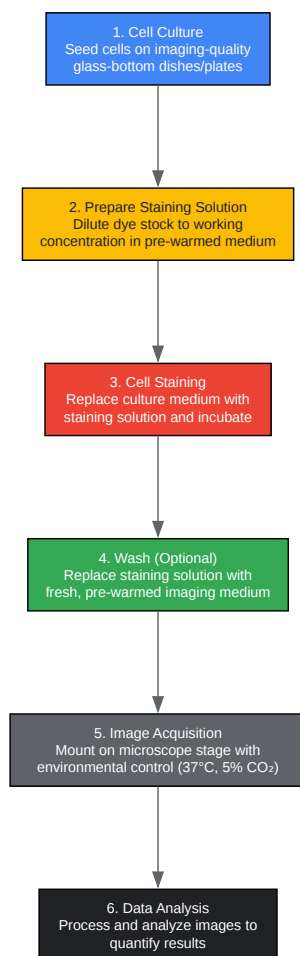 1. Cell Culture
Seed cells on imaging-quality
glass-bottom dishes/plates
2. Prepare Staining Solution
Dilute dye stock to working
concentration in pre-warmed medium
3. Cell Staining
Replace culture medium with
staining solution and incubate
4. Wash (Optional)
Replace staining solution with
fresh, pre-warmed imaging medium
5. Image Acquisition
Mount on microscope stage with
environmental control (37°C, 5% CO₂)
6. Data Analysis
Process and analyze images to
quantify results